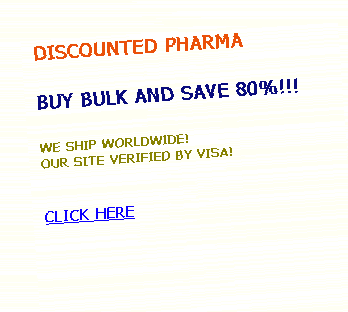 DISCOUNTED PHARMA
BUY BULK AND SAVE 80%!!!
WE SHIP WORLDWIDE!
OUR SITE VERIFIED BY VISA!
CLICK HERE